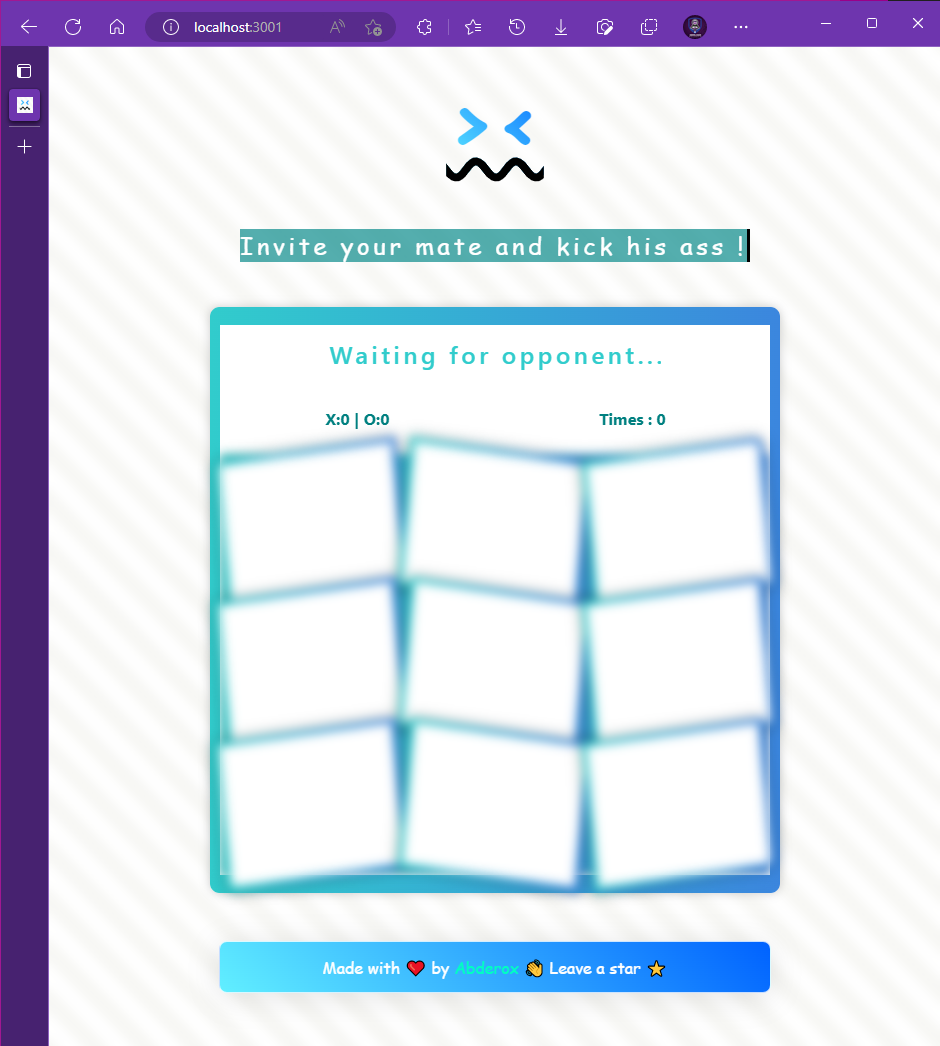 localhost:3001
Invite your mate and kick his ass !
Waiting for opponent...
X:0 | O:0
Times : 0
Made with ❤️ by Abderox 👋 Leave a star ⭐